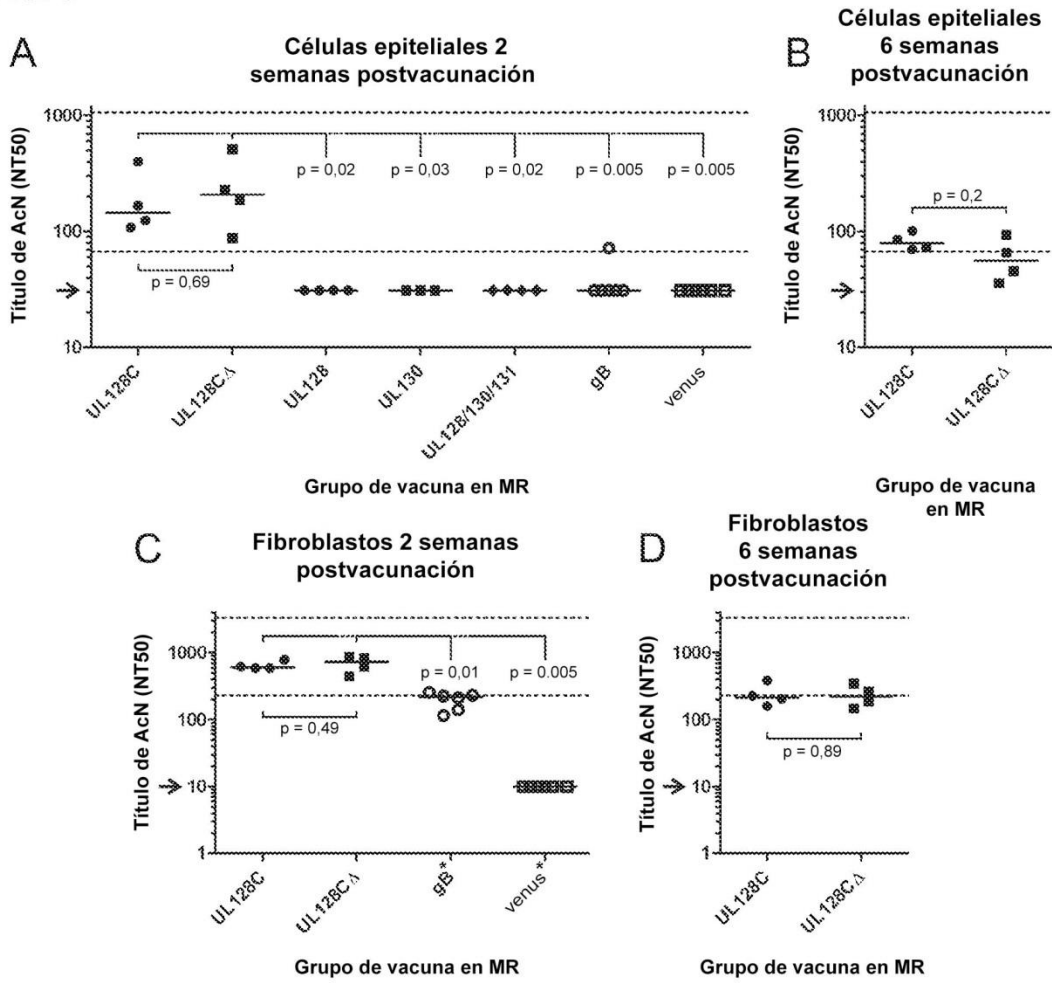 A
Células epiteliales 2
semanas postvacunación
Título de AcN (NT50)
1000
100
10
p = 0,02
p = 0,03
p = 0,02
p = 0.005
p = 0.005
p = 0,69
UL128C
UL128CΔ
UL128
UL130
UL128/130/131
gB
venus
Grupo de vacuna en MR
B
Células epiteliales
6 semanas
postvacunación
Título de AcN (NT50)
1000
100
10
p = 0,2
UL128C
UL128CΔ
Grupo de vacuna
en MR
C
Fibroblastos 2 semanas
postvacunación
Título de AcN (NT50)
1000
100
10
1
p = 0,01
p = 0.005
p = 0,49
UL128C
UL128CΔ
gB*
venus*
Grupo de vacuna en MR
D
Fibroblastos
6 semanas
postvacunación
Título de AcN (NT50)
1000
100
10
1
p = 0,89
UL128C
UL128CΔ
Grupo de vacuna en MR